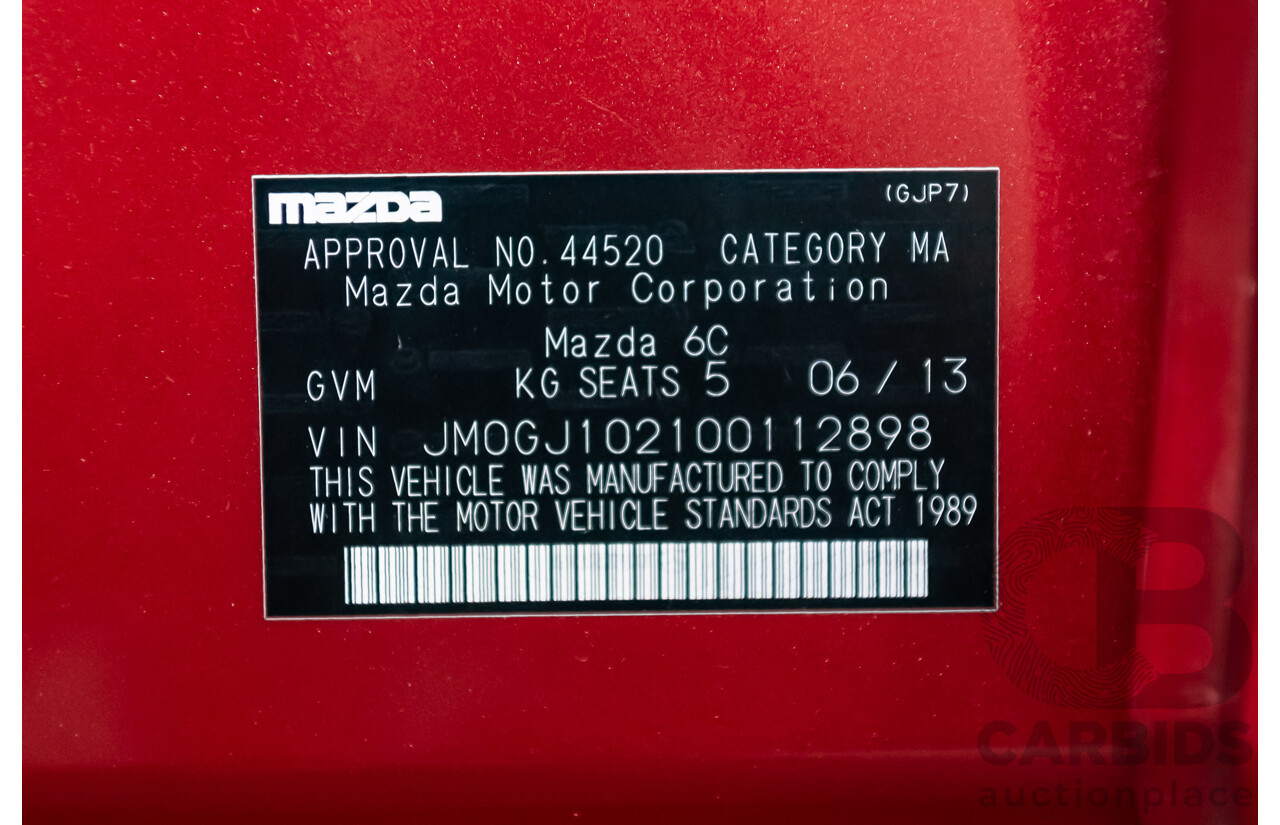 mazda (GJP7)
APPROVAL NO. 44520 CATEGORY MA
Mazda Motor Corporation
Mazda 6C
GVM KG SEATS 5 06 / 13
VIN JM0GJ102100112898
THIS VEHICLE WAS MANUFACTURED TO COMPLY
WITH THE MOTOR VEHICLE STANDARDS ACT 1989
CB
CARBIDS
auctionplace